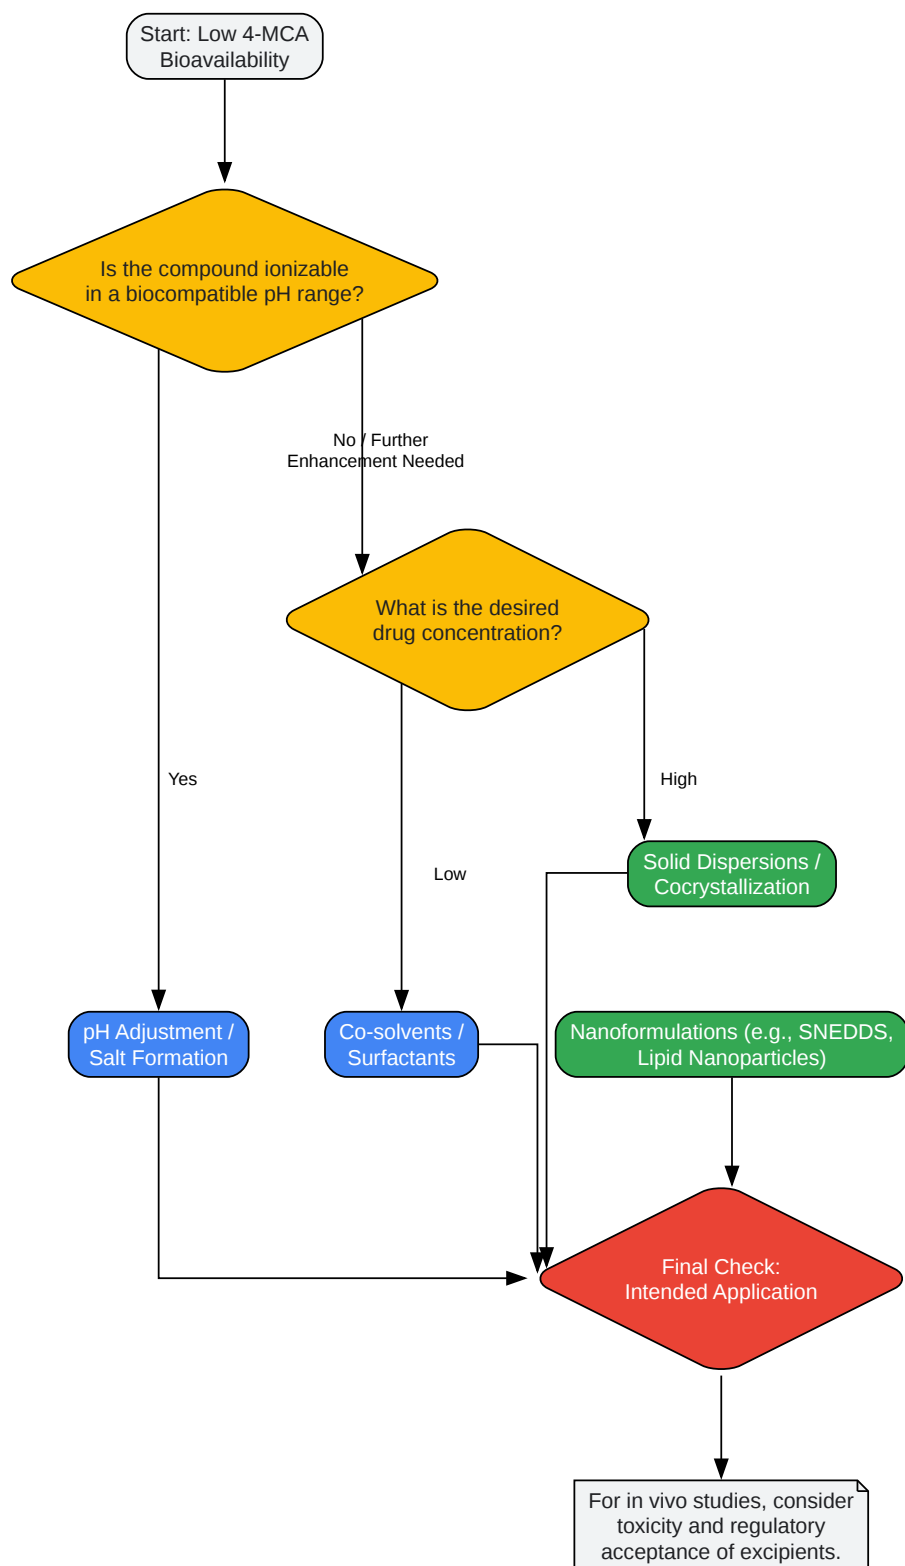 Start: Low 4-MCA
Bioavailability
Is the compound ionizable
in a biocompatible pH range?
No / Further
Enhancement Needed
What is the desired
drug concentration?
Yes
High
Low
Solid Dispersions /
Cocrystallization
pH Adjustment /
Salt Formation
Co-solvents /
Surfactants
Nanoformulations (e.g., SNEDDS,
Lipid Nanoparticles)
Final Check:
Intended Application
For in vivo studies, consider
toxicity and regulatory
acceptance of excipients.